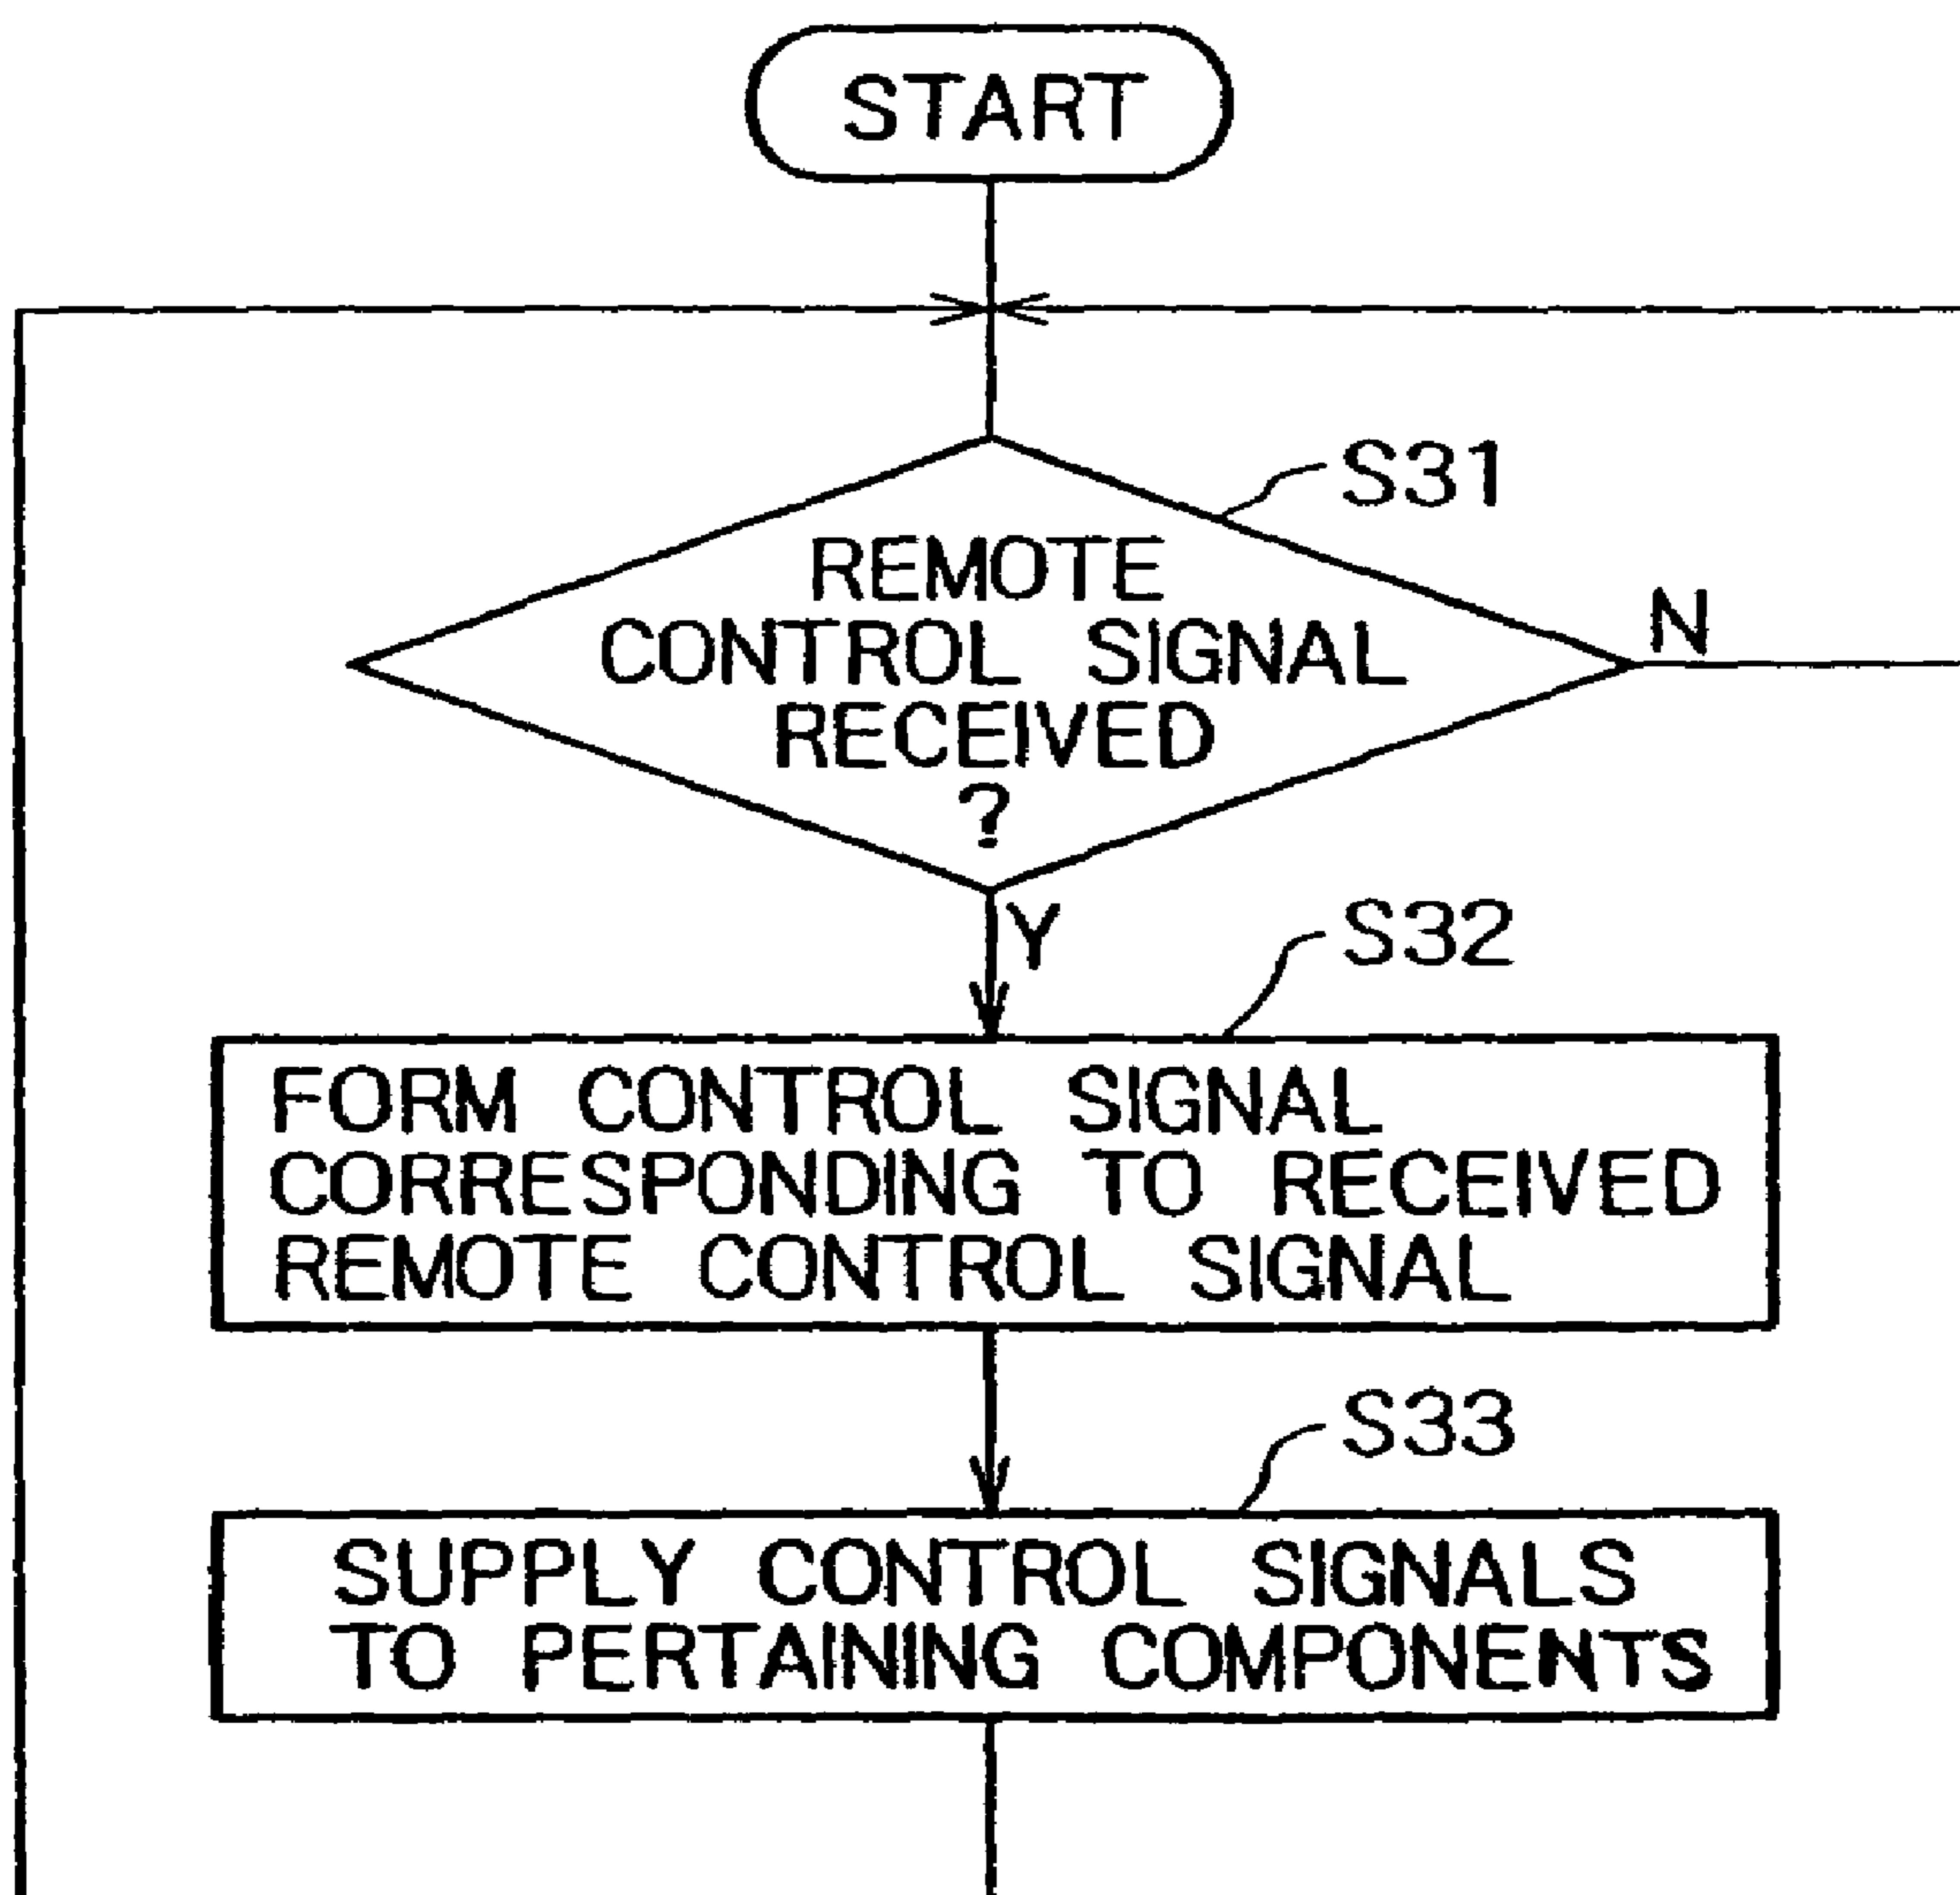 START
S31
REMOTE
CONTROL SIGNAL
RECEIVED
?
N
Y
S32
FORM CONTROL SIGNAL
CORRESPONDING TO RECEIVED
REMOTE CONTROL SIGNAL
S33
SUPPLY CONTROL SIGNALS
TO PERTAINING COMPONENTS